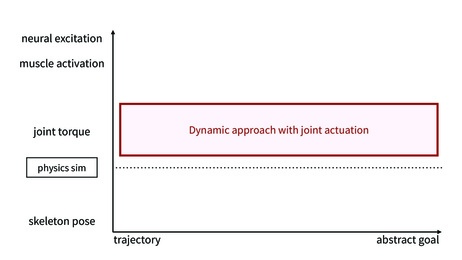 neural excitation
muscle activation
joint torque
Dynamic approach with joint actuation
physics sim
skeleton pose
trajectory
abstract goal